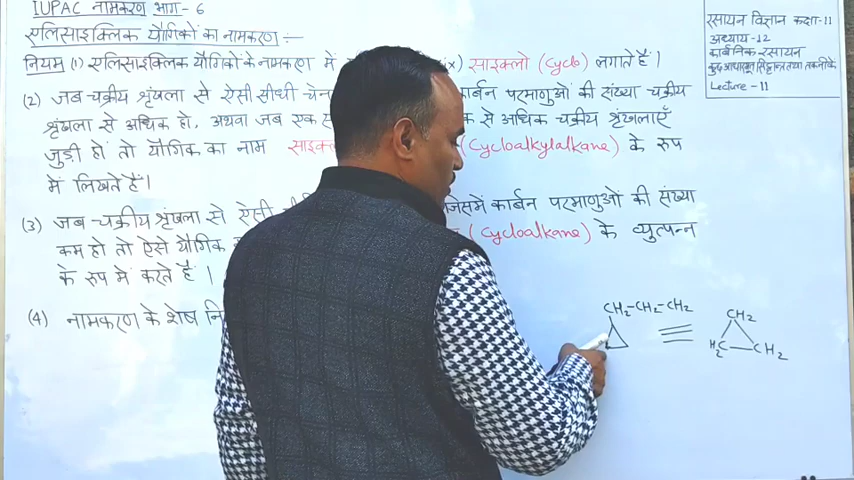 IUPAC नामकरण भाग- 6
एलिसाइक्लिक यौगिकों का नामकरण :-
नियम (1) एलिसाइक्लिक यौगिकों के नामकरण में x) साइक्लो (Cyclo) लगाते हैं।
(2) जब चक्रीय श्रृंखला से ऐसी सीधी कार्बन परमाणुओं की संख्या चक्रीय
श्रृंखला से अधिक हो, अथवा जब एक से अधिक चक्रीय श्रृंखलाएँ
जुड़ी हों तो यौगिक का नाम (Cycloalkylalkane) के रूप
में लिखते हैं।
(3) जब चक्रीय श्रृंखला से ऐसी जिसमें कार्बन परमाणुओं की संख्या
कम हो तो ऐसे यौगिक (Cycloalkane) के व्युत्पन्न
के रूप में करते हैं।
(4) नामकरण के शेष
रसायन विज्ञान कक्षा-11
अध्याय-12
कार्बनिक रसायन
कुछ आधारभूत सिद्धान्त तथा तकनीकें
Lecture-11
CH2-CH2-CH2
CH2
H2C CH2